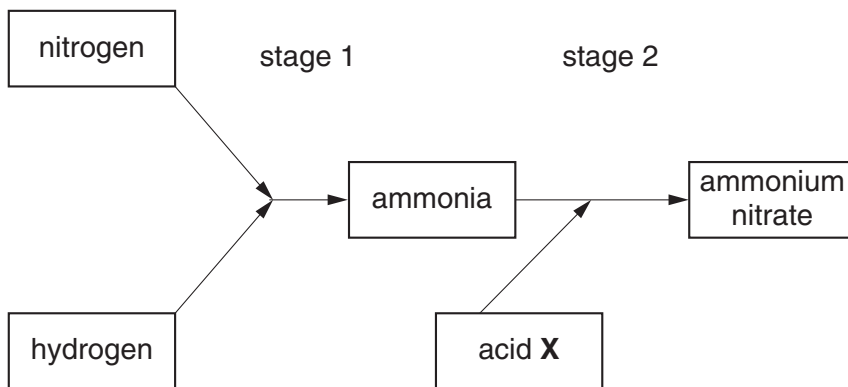 nitrogen
stage 1
stage 2
ammonia
ammonium
nitrate
hydrogen
acid X